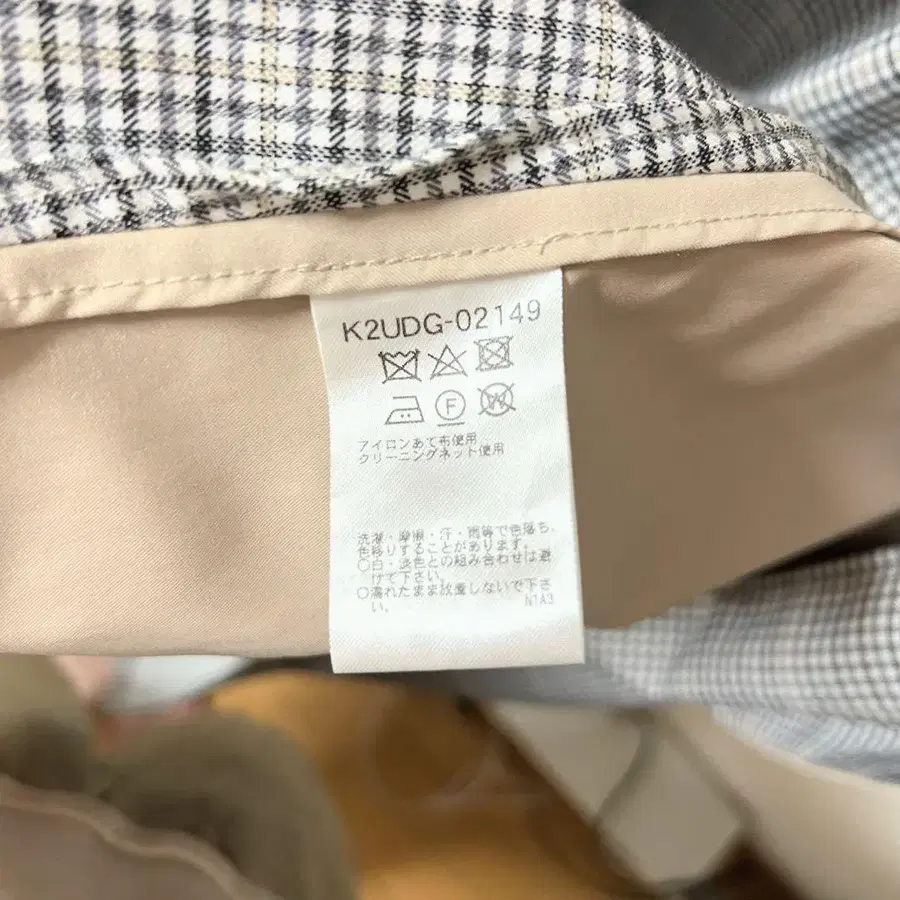 K2UDG-02149
F W
アイロンあて布使用
クリーニングネット使用
洗濯・摩擦・汗・雨等で色落ち、
色移りすることがあります。
○白・淡色との組み合わせは避
けて下さい。
○濡れたまま放置しないで下さ
い。 N1A3